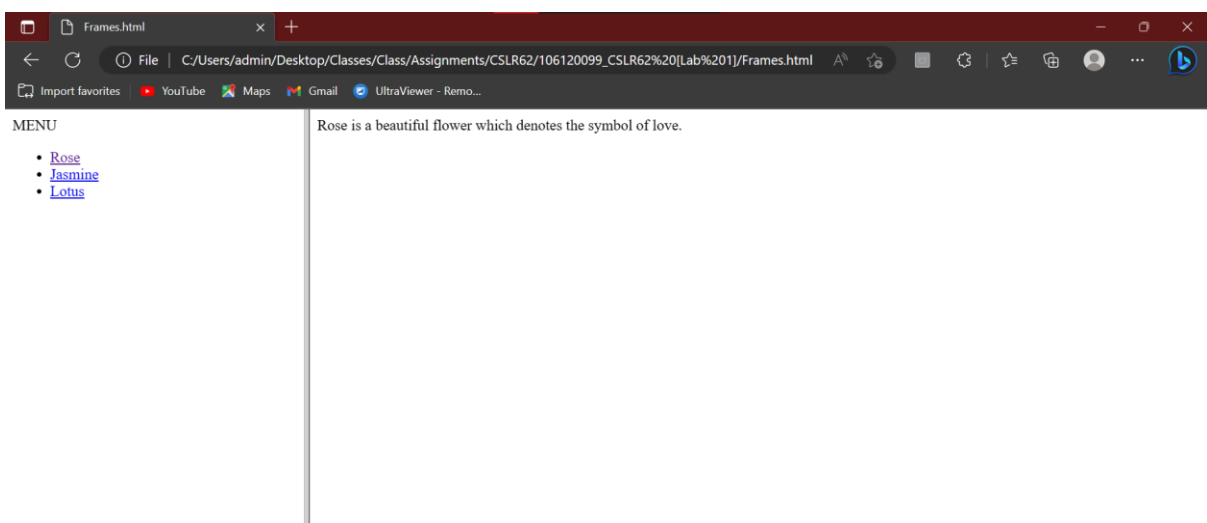 Frames.html
File | C:/Users/admin/Desktop/Classes/Class/Assignments/CSLR62/106120099_CSLR62%20[Lab%201]/Frames.html
Import favorites YouTube Maps Gmail UltraViewer - Remo...
MENU
Rose
Jasmine
Lotus
Rose is a beautiful flower which denotes the symbol of love.